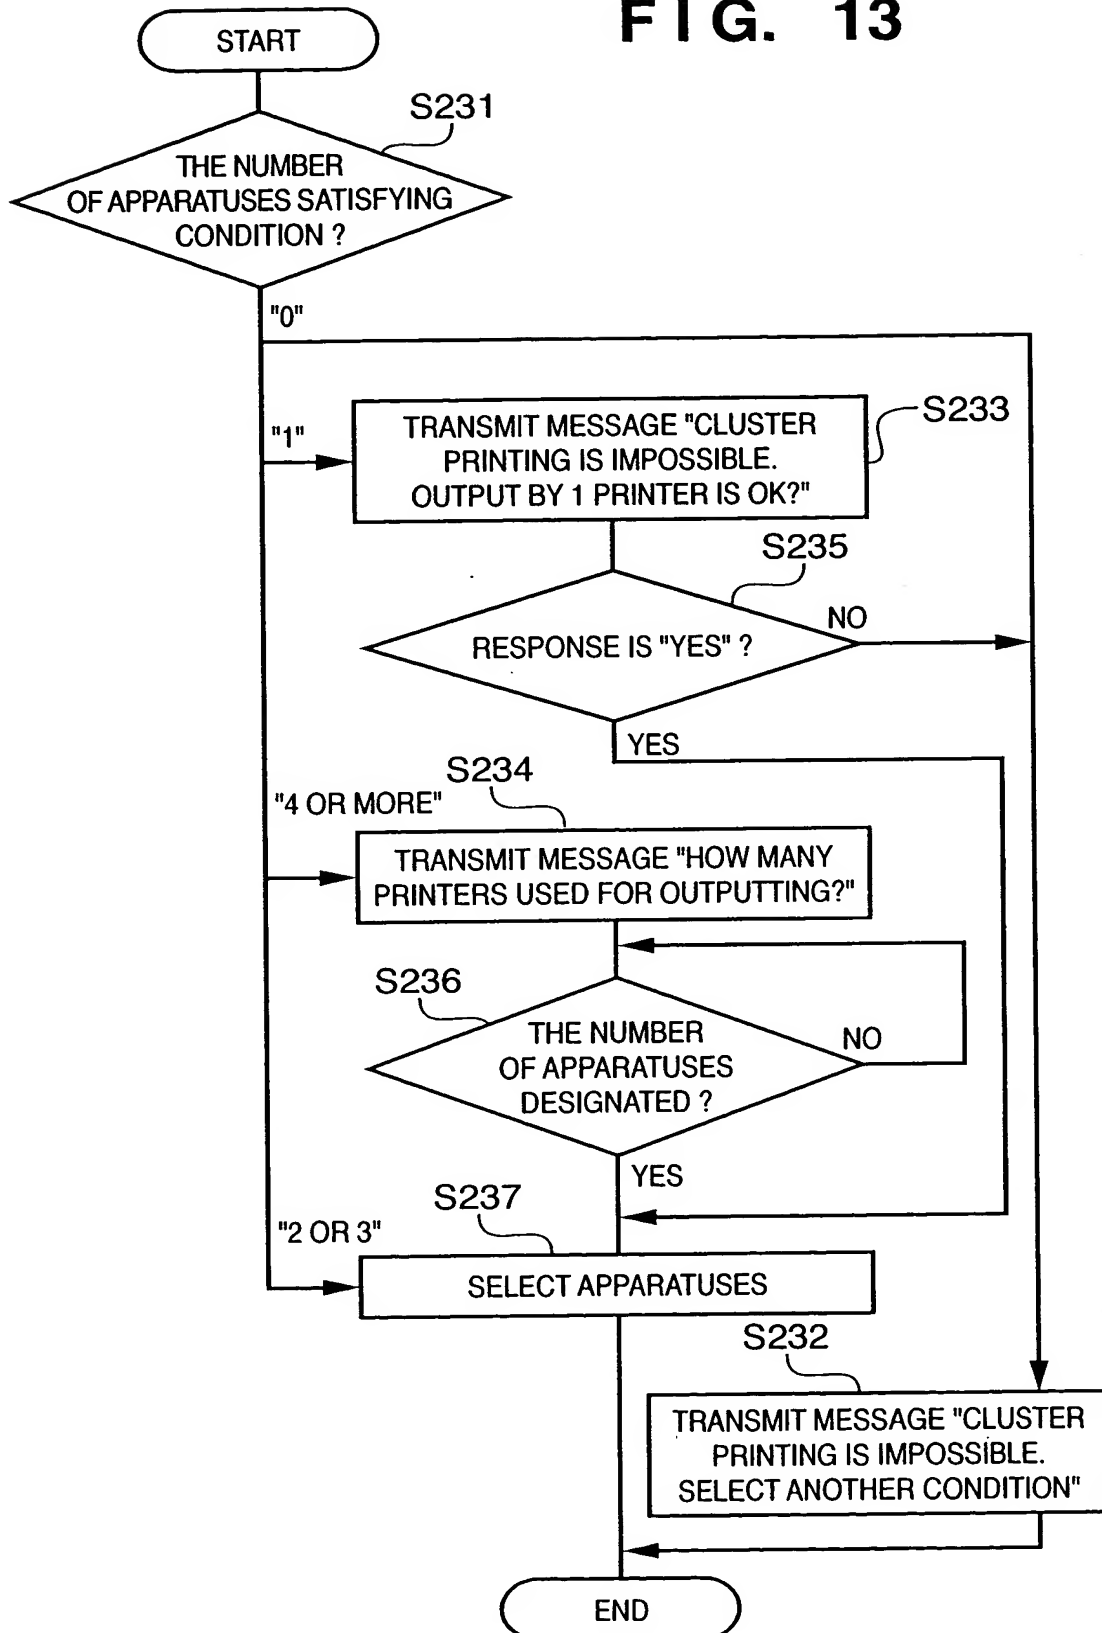 FIG. 13
START
S231
THE NUMBER
OF APPARATUSES SATISFYING
CONDITION ?
"0"
"1"
S233
TRANSMIT MESSAGE "CLUSTER
PRINTING IS IMPOSSIBLE.
OUTPUT BY 1 PRINTER IS OK?"
S235
RESPONSE IS "YES" ?
NO
YES
S234
"4 OR MORE"
TRANSMIT MESSAGE "HOW MANY
PRINTERS USED FOR OUTPUTTING?"
S236
THE NUMBER
OF APPARATUSES
DESIGNATED ?
NO
YES
S237
"2 OR 3"
SELECT APPARATUSES
S232
TRANSMIT MESSAGE "CLUSTER
PRINTING IS IMPOSSIBLE.
SELECT ANOTHER CONDITION"
END